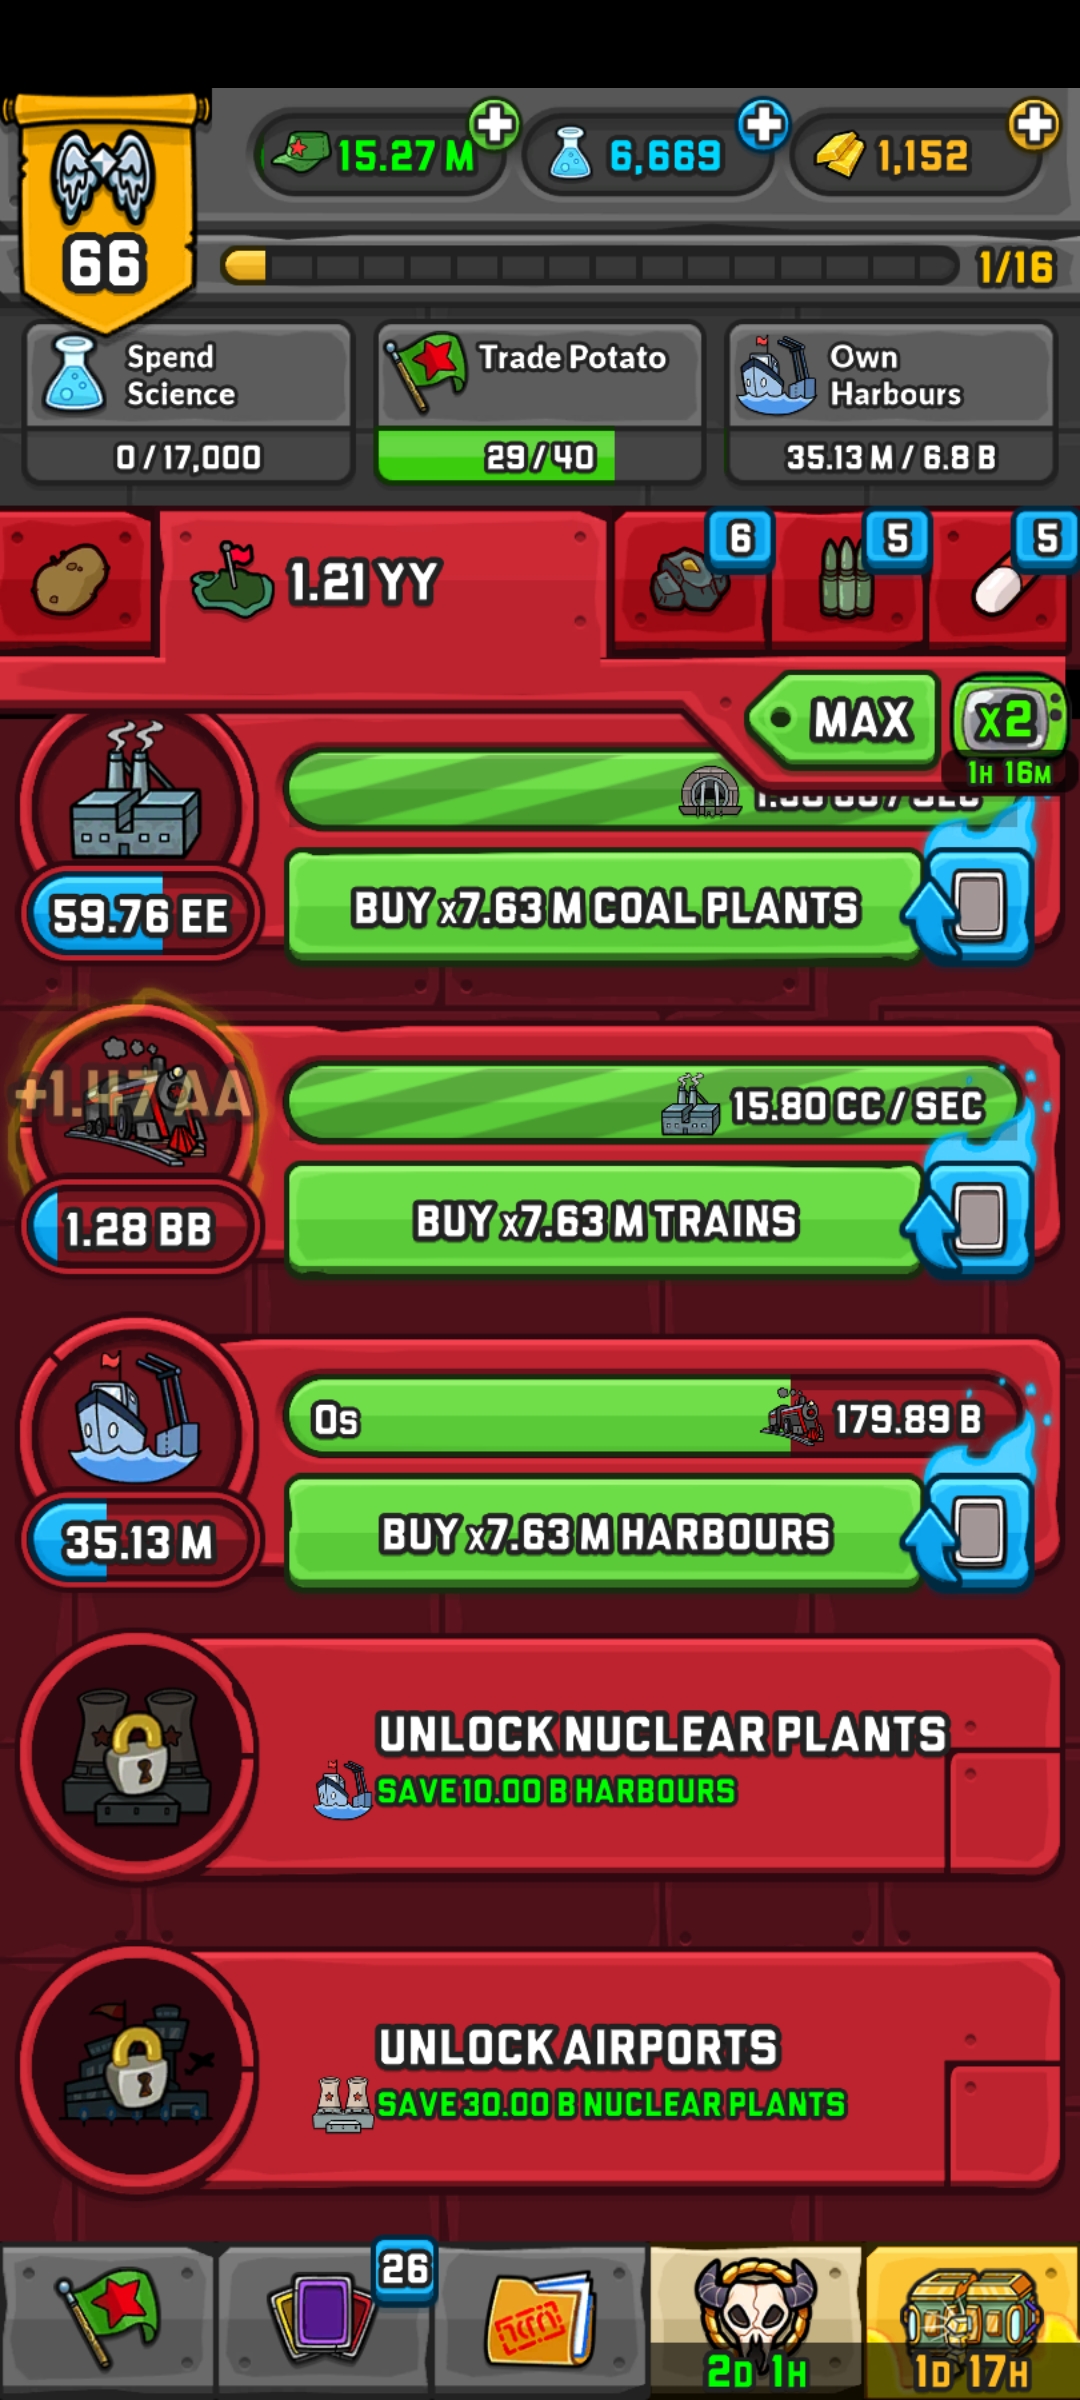 15.27 M
6,669
1,152
66
1/16
Spend
Science
0 / 17,000
Trade Potato
29 / 40
Own
Harbours
35.13 M / 6.8 B
1.21 YY
6
5
5
MAX
x2
1H 16M
59.76 EE
BUY x7.63 M COAL PLANTS
+1.47 AA
15.80 CC / SEC
1.28 BB
BUY x7.63 M TRAINS
0s
179.89 B
35.13 M
BUY x7.63 M HARBOURS
UNLOCK NUCLEAR PLANTS
SAVE 10.00 B HARBOURS
UNLOCK AIRPORTS
SAVE 30.00 B NUCLEAR PLANTS
26
2D 1H
1D 17H